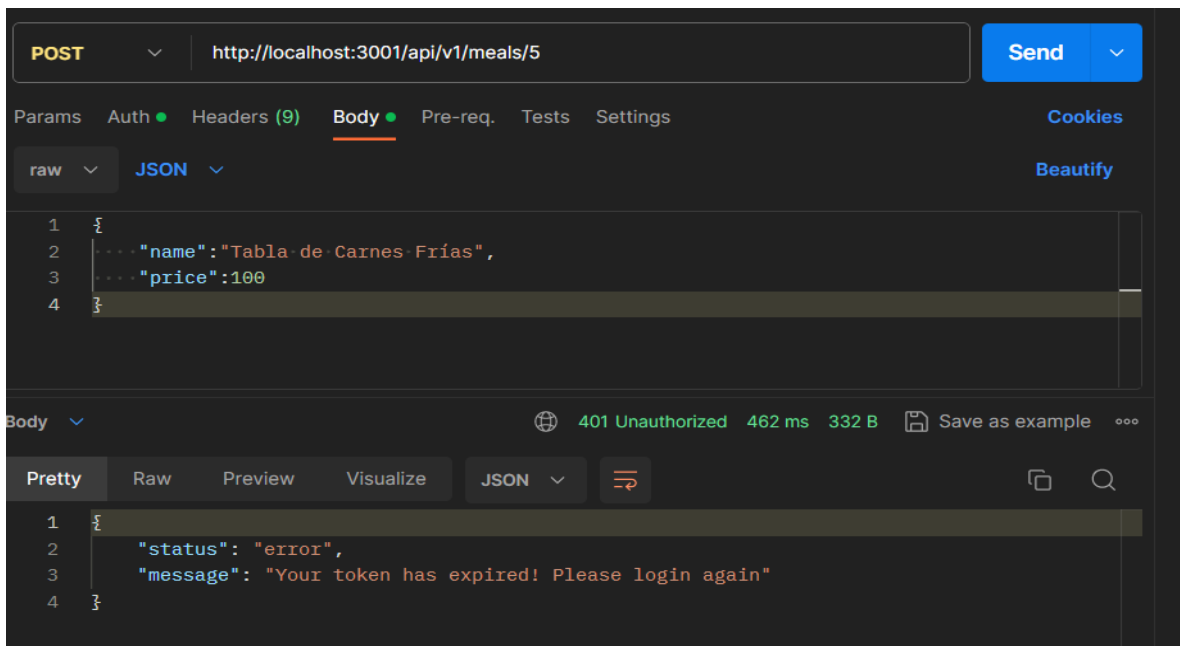 POST http://localhost:3001/api/v1/meals/5 Send
Params Auth Headers (9) Body Pre-req. Tests Settings Cookies
raw JSON Beautify
1 {
2 "name":"Tabla de Carnes Frías",
3 "price":100
4 }
Body 401 Unauthorized 462 ms 332 B Save as example
Pretty Raw Preview Visualize JSON
1 {
2 "status": "error",
3 "message": "Your token has expired! Please login again"
4 }